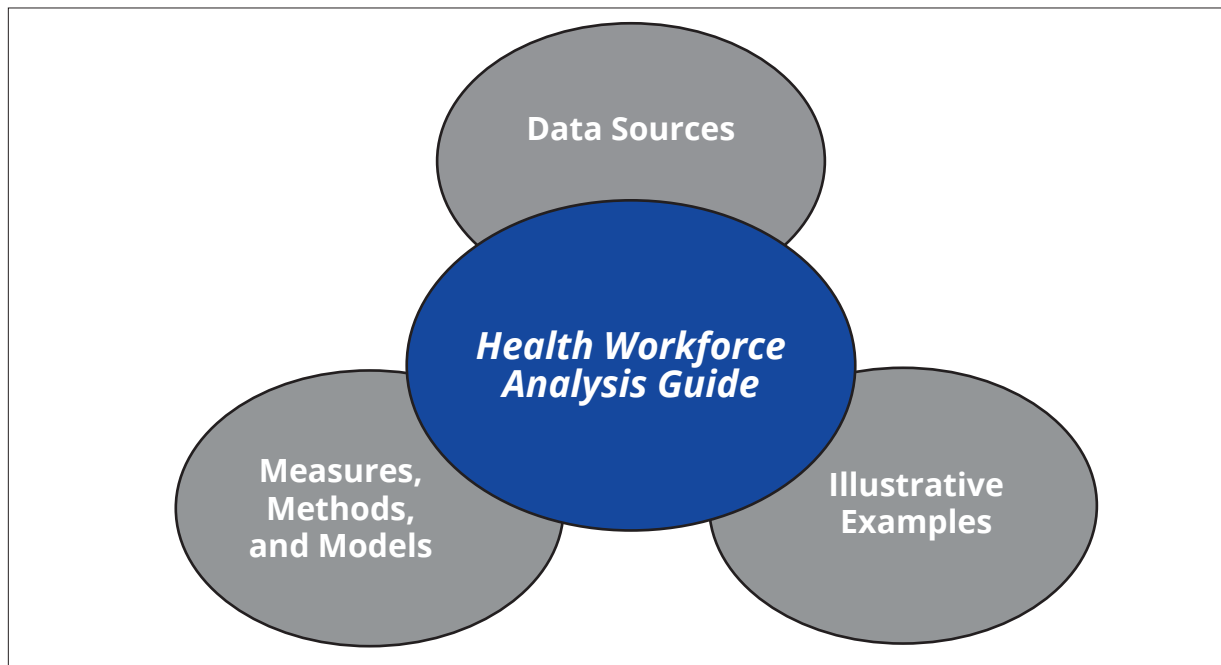 Data Sources
Health Workforce
Analysis Guide
Measures,
Methods,
and Models
Illustrative
Examples